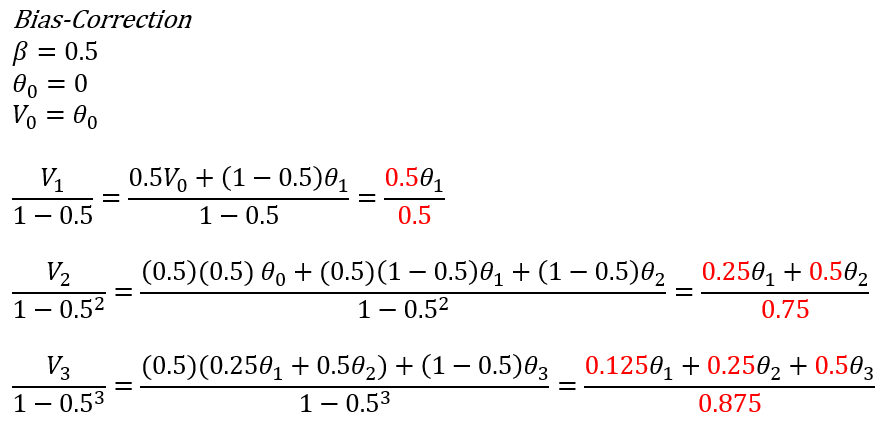 Bias-Correction
β = 0.5
θ₀ = 0
V₀ = θ₀
V₁ / (1 − 0.5) = (0.5V₀ + (1 − 0.5)θ₁) / (1 − 0.5) = 0.5θ₁ / 0.5
V₂ / (1 − 0.5²) = ((0.5)(0.5) θ₀ + (0.5)(1 − 0.5)θ₁ + (1 − 0.5)θ₂) / (1 − 0.5²) = (0.25θ₁ + 0.5θ₂) / 0.75
V₃ / (1 − 0.5³) = ((0.5)(0.25θ₁ + 0.5θ₂) + (1 − 0.5)θ₃) / (1 − 0.5³) = (0.125θ₁ + 0.25θ₂ + 0.5θ₃) / 0.875